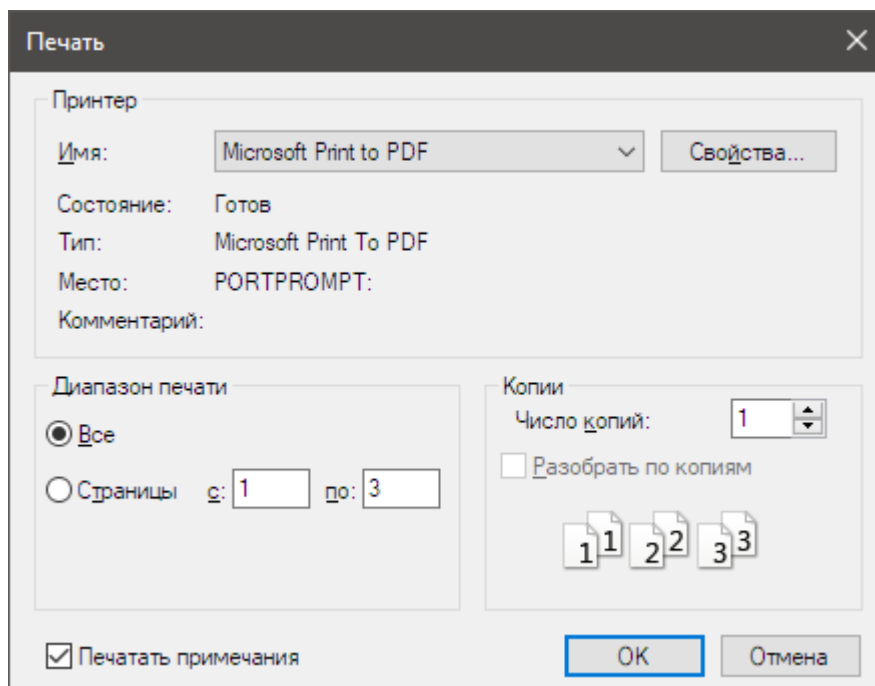 Печать
Принтер
Имя: Microsoft Print to PDF Свойства...
Состояние: Готов
Тип: Microsoft Print To PDF
Место: PORTPROMPT:
Комментарий:
Диапазон печати
Все
Страницы с: 1 по: 3
Копии
Число копий: 1
Разобрать по копиям
1 1 2 2 3 3
Печатать примечания
OK Отмена